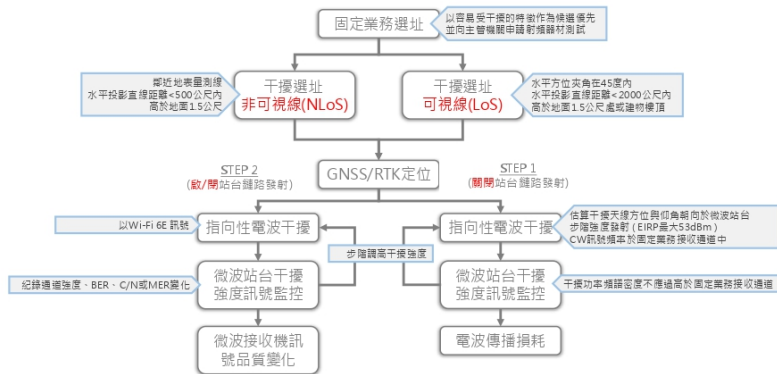 固定業務選址
以容易受干擾的特徵作為候選優先
並向主管機關申請射頻器材測試
鄰近地表量測線
水平投影直線距離<500公尺內
高於地面1.5公尺
干擾選址
非可視線(NLoS)
干擾選址
可視線(LoS)
水平方位夾角在45度內
水平投影直線距離<2000公尺內
高於地面1.5公尺處或建物樓頂
GNSS/RTK定位
STEP 2
(啟/閉站台鏈路發射)
STEP 1
(關閉站台鏈路發射)
以Wi-Fi 6E 訊號
指向性電波干擾
指向性電波干擾
估算干擾天線方位與仰角朝向於微波站台
步階強度發射 ( EIRP最大53dBm )
CW訊號頻率於固定業務接收通道中
步階調高干擾強度
紀錄通道強度、BER、C/N或MER變化
微波站台干擾
強度訊號監控
微波站台干擾
強度訊號監控
干擾功率頻譜密度不應過高於固定業務接收通道
微波接收機訊
號品質變化
電波傳播損耗